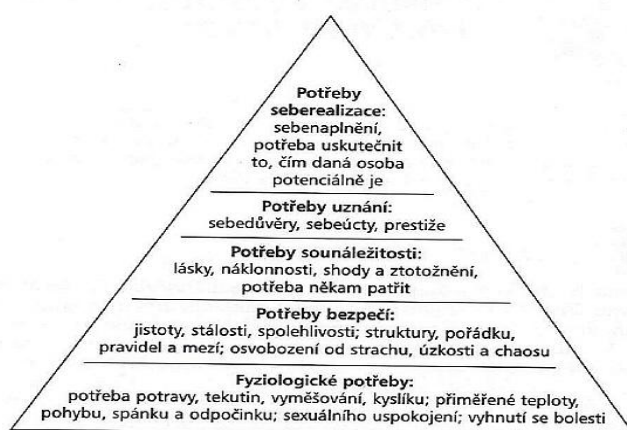 Potřeby
seberealizace:
sebenaplnění,
potřeba uskutečnit
to, čím daná osoba
potenciálně je
Potřeby uznání:
sebedůvěry, sebeúcty, prestiže
Potřeby sounáležitosti:
lásky, náklonnosti, shody a ztotožnění,
potřeba někam patřit
Potřeby bezpečí:
jistoty, stálosti, spolehlivosti; struktury, pořádku,
pravidel a mezí; osvobození od strachu, úzkosti a chaosu
Fyziologické potřeby:
potřeba potravy, tekutin, vyměšování, kyslíku; přiměřené teploty,
pohybu, spánku a odpočinku; sexuálního uspokojení; vyhnutí se bolesti